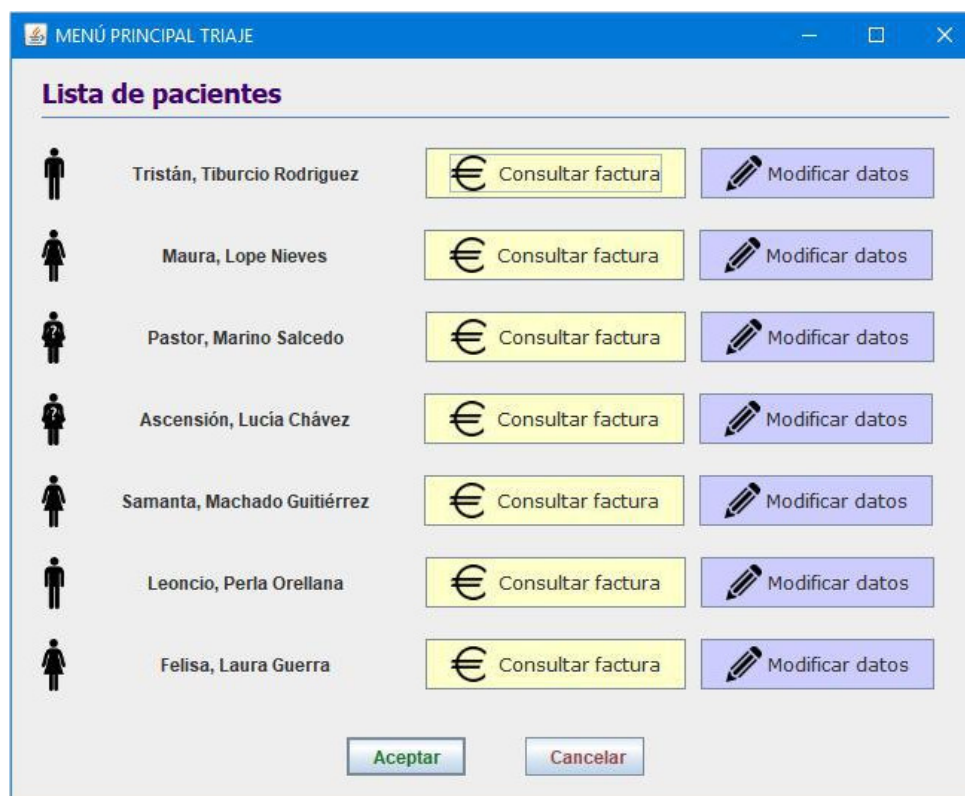 MENÚ PRINCIPAL TRIAJE
Lista de pacientes
Tristán, Tiburcio Rodriguez € Consultar factura Modificar datos
Maura, Lope Nieves € Consultar factura Modificar datos
? Pastor, Marino Salcedo € Consultar factura Modificar datos
? Ascensión, Lucía Chávez € Consultar factura Modificar datos
Samanta, Machado Guitiérrez € Consultar factura Modificar datos
Leoncio, Perla Orellana € Consultar factura Modificar datos
Felisa, Laura Guerra € Consultar factura Modificar datos
Aceptar Cancelar